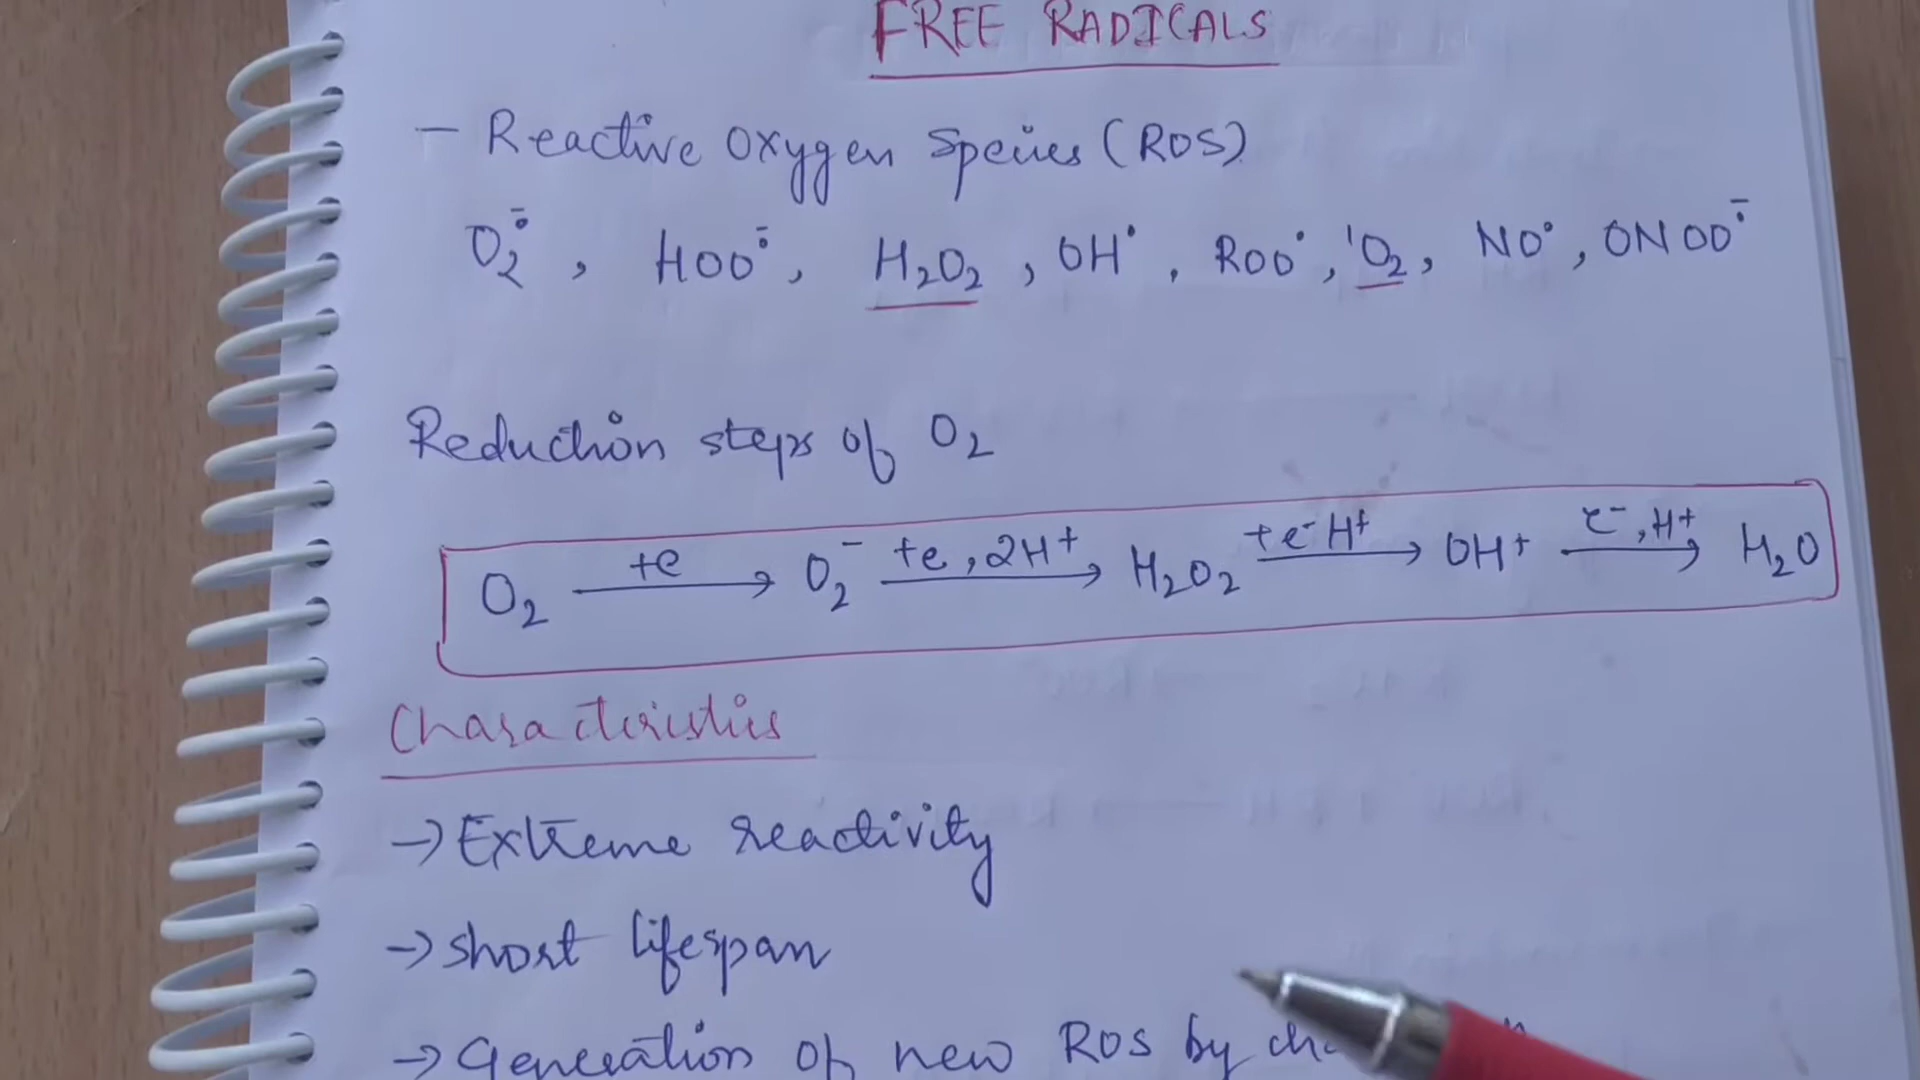 FREE RADICALS
- Reactive Oxygen Species (ROS)
O₂•⁻, HOO•⁻, H₂O₂, OH•, ROO•, ¹O₂, NO•, ONOO•⁻
Reduction steps of O₂
O₂ +e → O₂⁻ +e, 2H⁺ → H₂O₂ +e⁻ H⁺ → OH⁺ e⁻, H⁺ → H₂O
Characteristics
→ Extreme reactivity
→ short lifespan
→ Generation of new ROS by